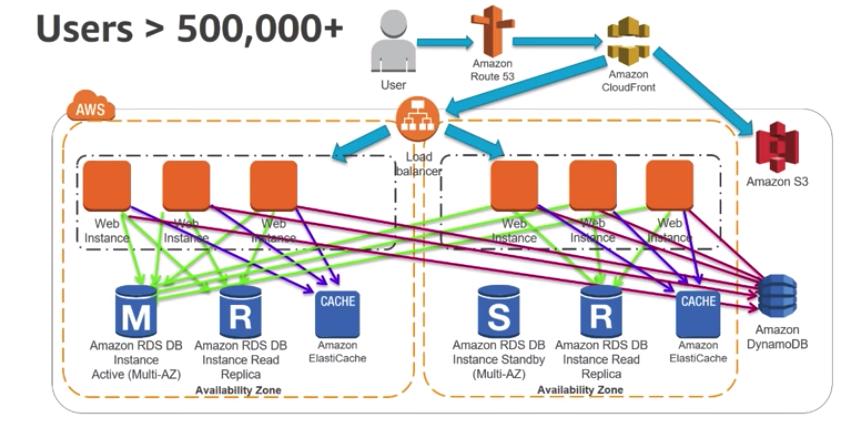 Users > 500,000+
User
Amazon
Route 53
Amazon
CloudFront
AWS
Load
balancer
Amazon S3
Web
Instance
Web
Instance
Web
Instance
Web
Instance
Web
Instance
Web
Instance
M
R
CACHE
S
R
CACHE
Amazon RDS DB
Instance
Active (Multi-AZ)
Amazon RDS DB
Instance Read
Replica
Amazon
ElastiCache
Amazon RDS DB
Instance Standby
(Multi-AZ)
Amazon RDS DB
Instance Read
Replica
Amazon
ElastiCache
Amazon
DynamoDB
Availability Zone
Availability Zone